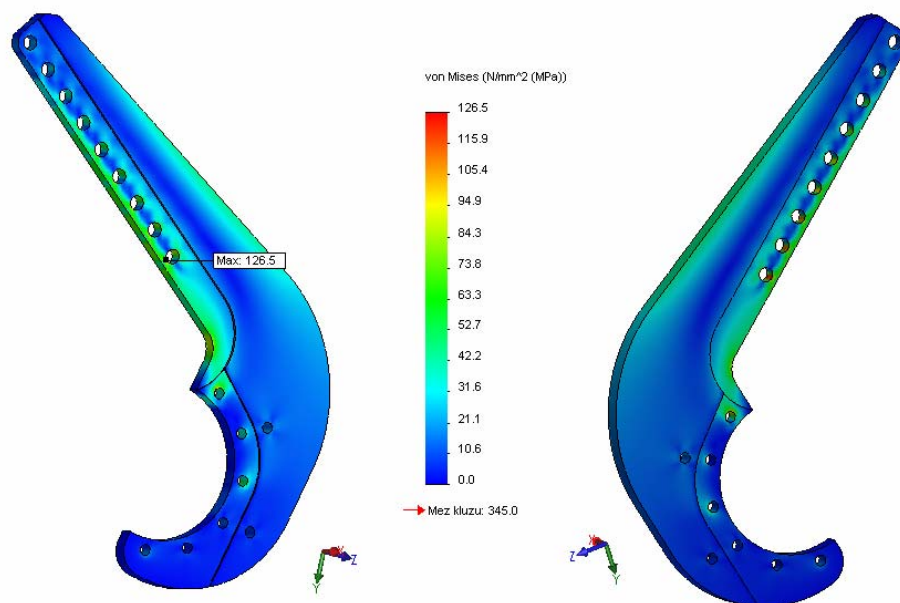 von Mises (N/mm^2 (MPa))
126.5
115.9
105.4
94.9
84.3
73.8
63.3
52.7
42.2
31.6
21.1
10.6
0.0
Mez kluzu: 345.0
Max: 126.5
X
Z
Y
X
Z
Y